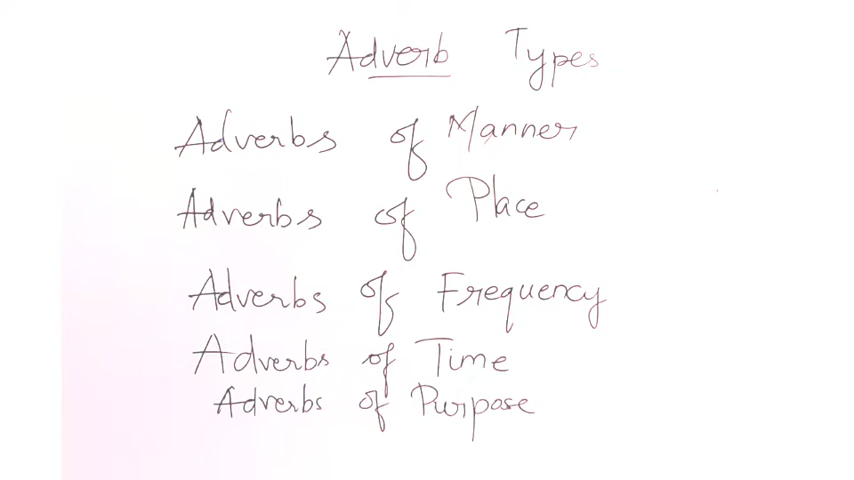 Adverb Types
Adverbs of Manner
Adverbs of Place
Adverbs of Frequency
Adverbs of Time
Adverbs of Purpose